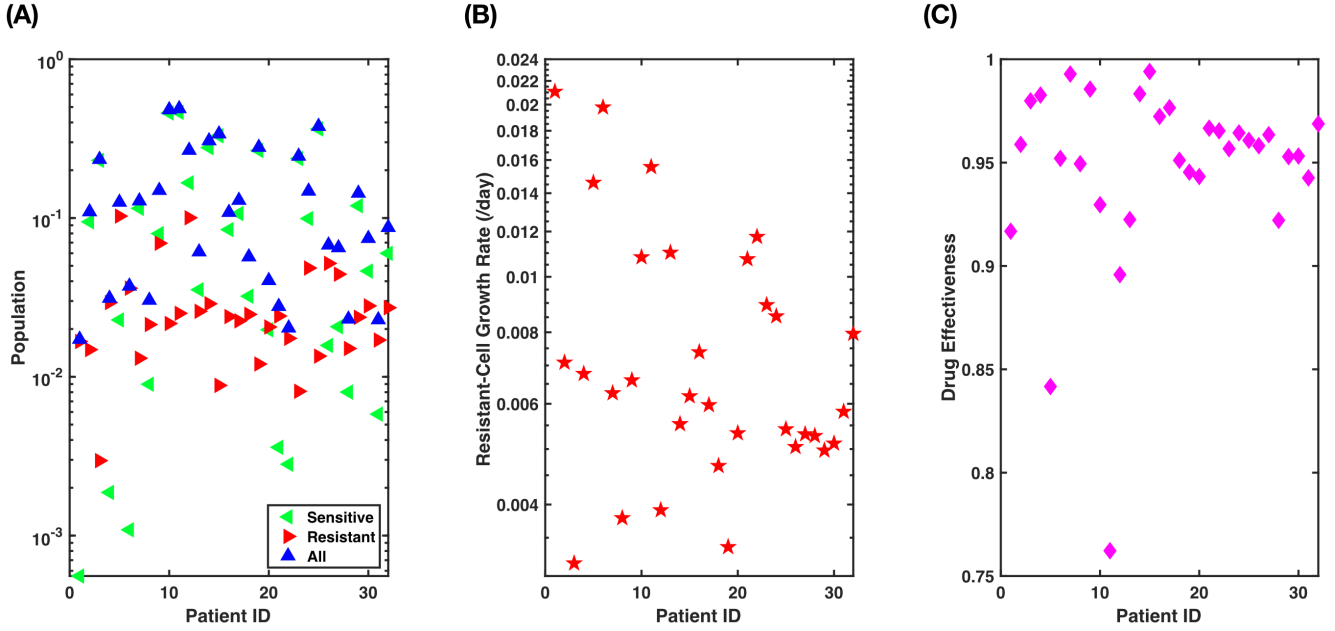 (A)
(B)
(C)
Population
10^0
10^-1
10^-2
10^-3
0 10 20 30
Patient ID
Sensitive
Resistant
All
Resistant-Cell Growth Rate (/day)
0.024
0.022
0.02
0.018
0.016
0.014
0.012
0.01
0.008
0.006
0.004
0 10 20 30
Patient ID
Drug Effectiveness
1
0.95
0.9
0.85
0.8
0.75
0 10 20 30
Patient ID